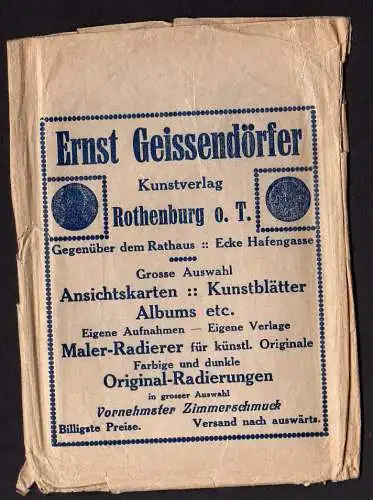 Ernst Geissendörfer
Kunstverlag
Rothenburg o. T.
Gegenüber dem Rathaus :: Ecke Hafengasse
Grosse Auswahl
Ansichtskarten :: Kunstblätter
Albums etc.
Eigene Aufnahmen — Eigene Verlage
Maler-Radierer für künstl. Originale
Farbige und dunkle
Original-Radierungen
in grosser Auswahl
Vornehmster Zimmerschmuck
Billigste Preise. Versand nach auswärts.